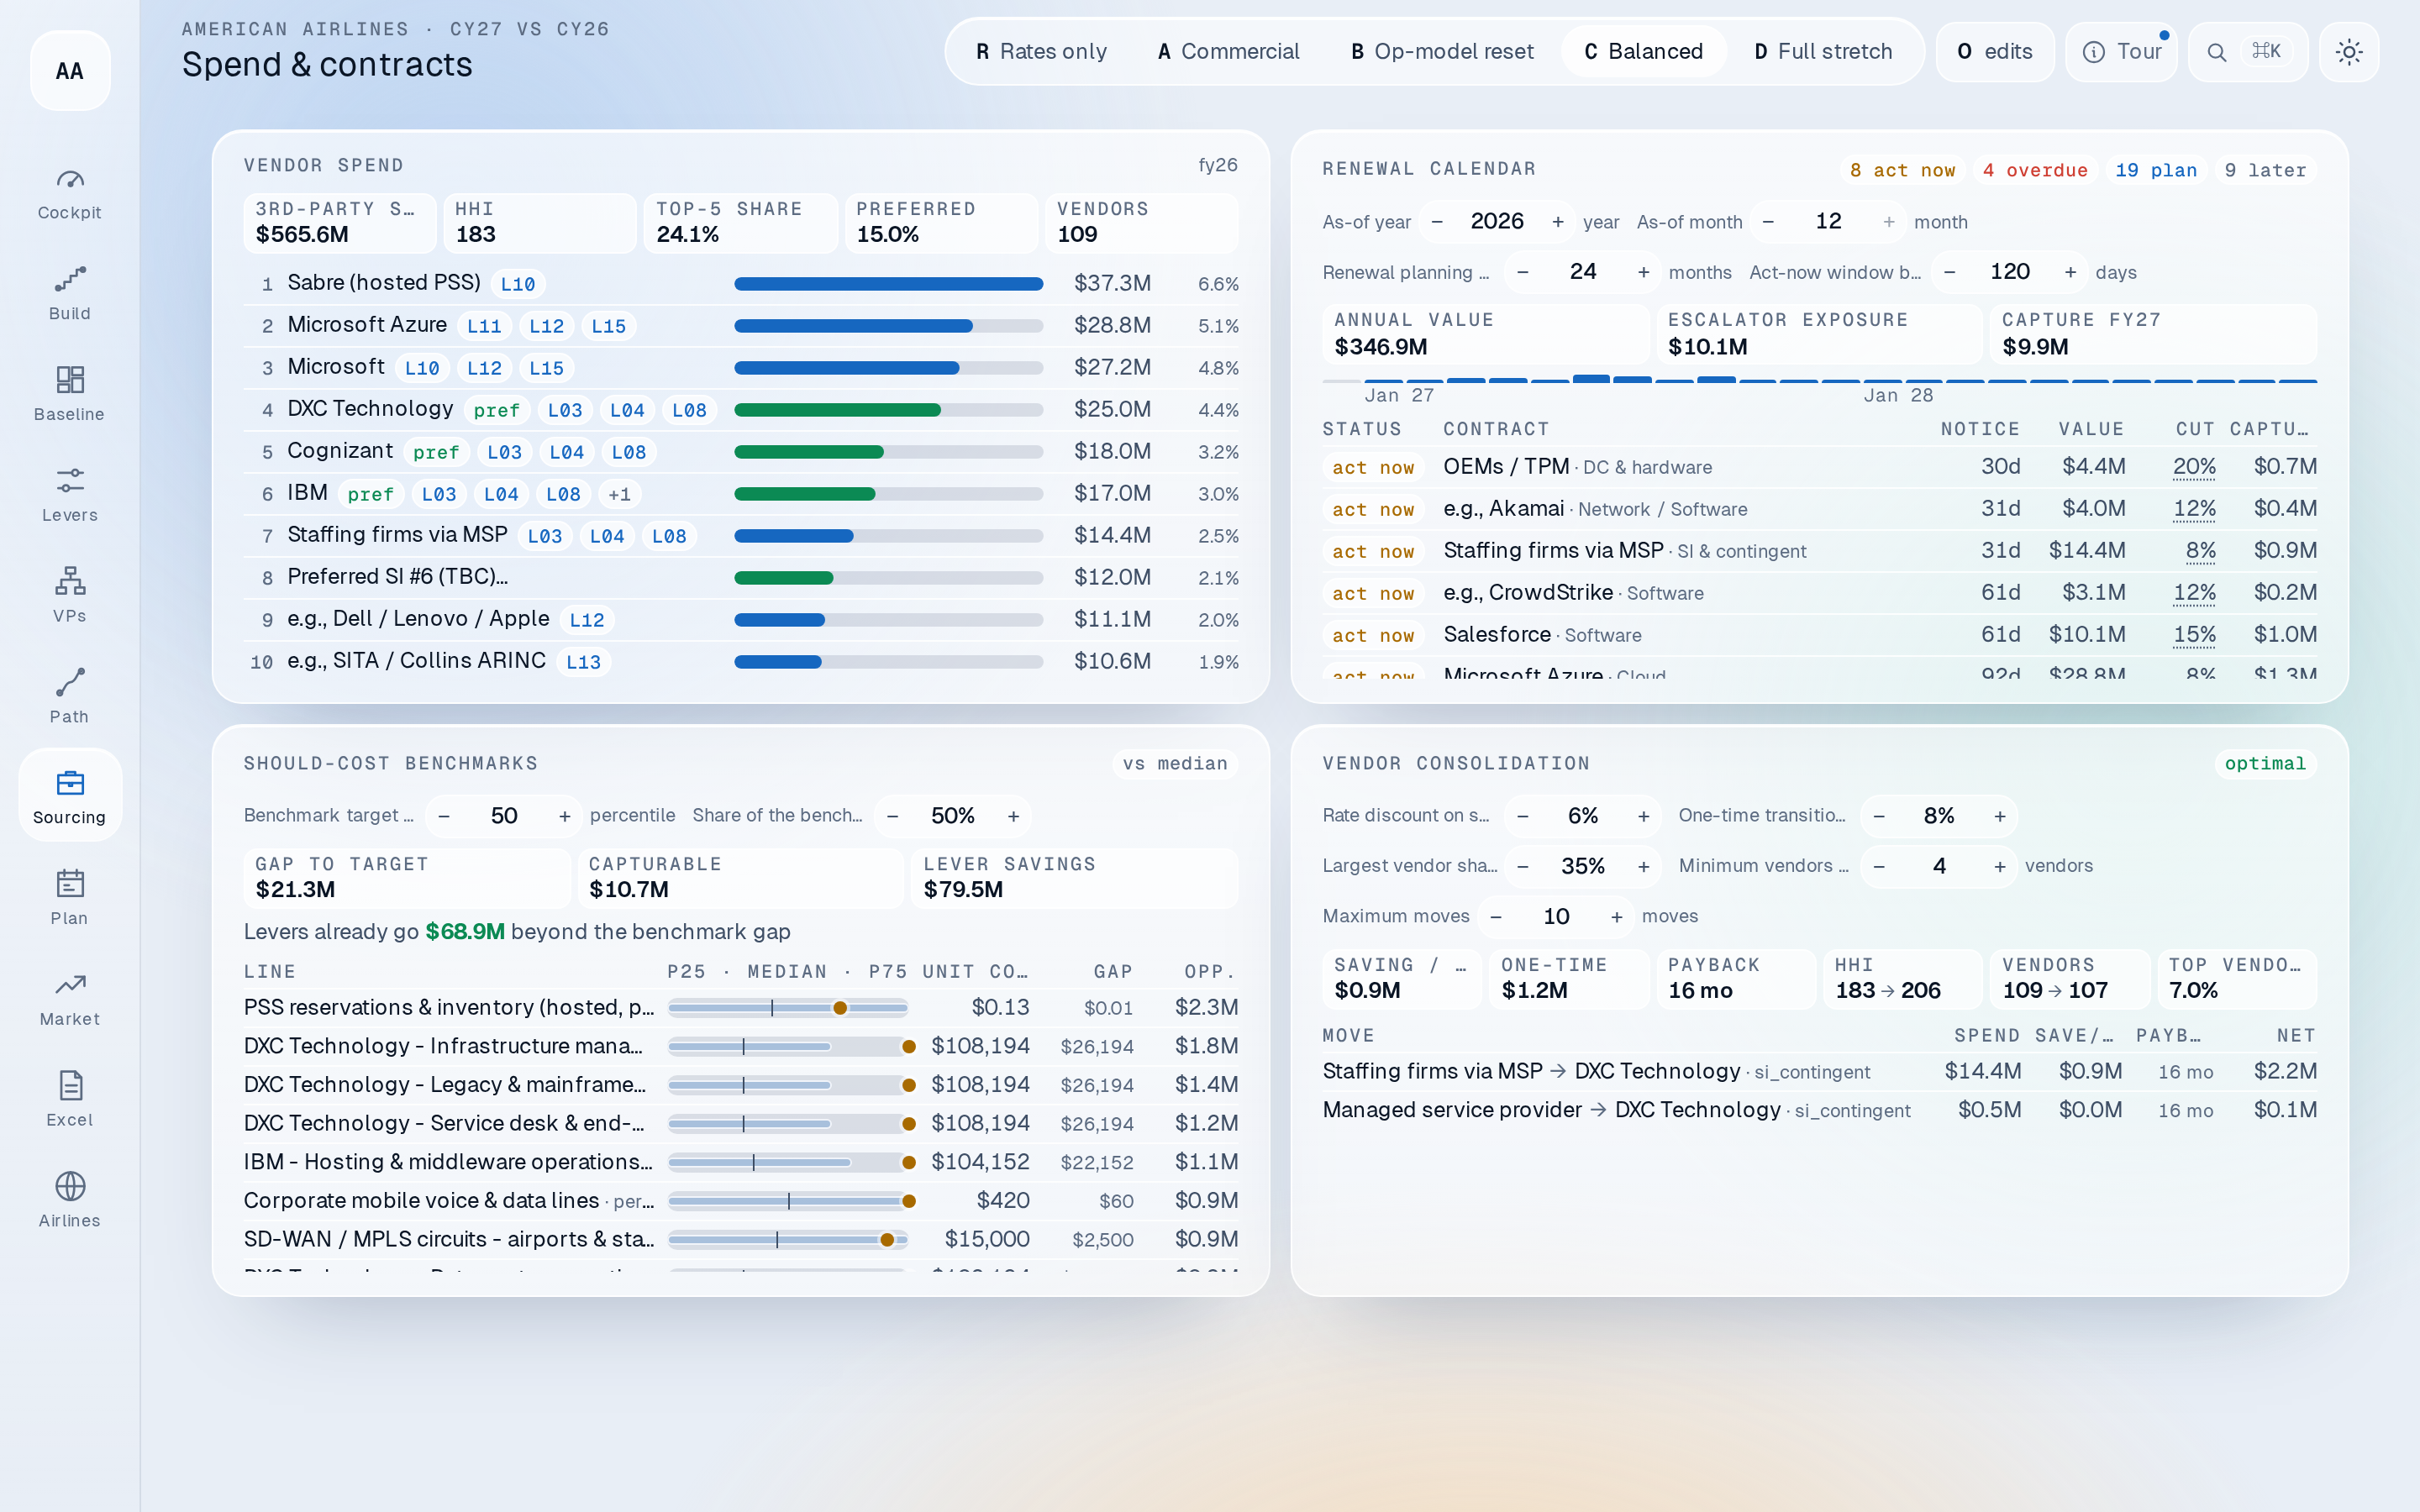 AMERICAN AIRLINES · CY27 VS CY26
Spend & contracts
R Rates only A Commercial B Op-model reset C Balanced D Full stretch
0 edits
Tour
⌘K
AA
Cockpit
Build
Baseline
Levers
VPs
Path
Sourcing
Plan
Market
Excel
Airlines
VENDOR SPEND fy26
3RD-PARTY S… HHI TOP-5 SHARE PREFERRED VENDORS
$565.6M 183 24.1% 15.0% 109
1 Sabre (hosted PSS) L10 $37.3M 6.6%
2 Microsoft Azure L11 L12 L15 $28.8M 5.1%
3 Microsoft L10 L12 L15 $27.2M 4.8%
4 DXC Technology pref L03 L04 L08 $25.0M 4.4%
5 Cognizant pref L03 L04 L08 $18.0M 3.2%
6 IBM pref L03 L04 L08 +1 $17.0M 3.0%
7 Staffing firms via MSP L03 L04 L08 $14.4M 2.5%
8 Preferred SI #6 (TBC)… $12.0M 2.1%
9 e.g., Dell / Lenovo / Apple L12 $11.1M 2.0%
10 e.g., SITA / Collins ARINC L13 $10.6M 1.9%
RENEWAL CALENDAR 8 act now 4 overdue 19 plan 9 later
As-of year − 2026 + year As-of month − 12 + month
Renewal planning … − 24 + months Act-now window b… − 120 + days
ANNUAL VALUE ESCALATOR EXPOSURE CAPTURE FY27
$346.9M $10.1M $9.9M
Jan 27 Jan 28
STATUS CONTRACT NOTICE VALUE CUT CAPTU…
act now OEMs / TPM · DC & hardware 30d $4.4M 20% $0.7M
act now e.g., Akamai · Network / Software 31d $4.0M 12% $0.4M
act now Staffing firms via MSP · SI & contingent 31d $14.4M 8% $0.9M
act now e.g., CrowdStrike · Software 61d $3.1M 12% $0.2M
act now Salesforce · Software 61d $10.1M 15% $1.0M
act now Microsoft Azure · Cloud 92d $28.8M 8% $1.3M
SHOULD-COST BENCHMARKS vs median
Benchmark target … − 50 + percentile Share of the bench… − 50% +
GAP TO TARGET CAPTURABLE LEVER SAVINGS
$21.3M $10.7M $79.5M
Levers already go $68.9M beyond the benchmark gap
LINE P25 · MEDIAN · P75 UNIT CO… GAP OPP.
PSS reservations & inventory (hosted, p… $0.13 $0.01 $2.3M
DXC Technology - Infrastructure mana… $108,194 $26,194 $1.8M
DXC Technology - Legacy & mainframe… $108,194 $26,194 $1.4M
DXC Technology - Service desk & end-… $108,194 $26,194 $1.2M
IBM - Hosting & middleware operations… $104,152 $22,152 $1.1M
Corporate mobile voice & data lines · per… $420 $60 $0.9M
SD-WAN / MPLS circuits - airports & sta… $15,000 $2,500 $0.9M
VENDOR CONSOLIDATION optimal
Rate discount on s… − 6% + One-time transitio… − 8% +
Largest vendor sha… − 35% + Minimum vendors … − 4 + vendors
Maximum moves − 10 + moves
SAVING / … ONE-TIME PAYBACK HHI VENDORS TOP VENDO…
$0.9M $1.2M 16 mo 183 → 206 109 → 107 7.0%
MOVE SPEND SAVE/… PAYB… NET
Staffing firms via MSP → DXC Technology · si_contingent $14.4M $0.9M 16 mo $2.2M
Managed service provider → DXC Technology · si_contingent $0.5M $0.0M 16 mo $0.1M